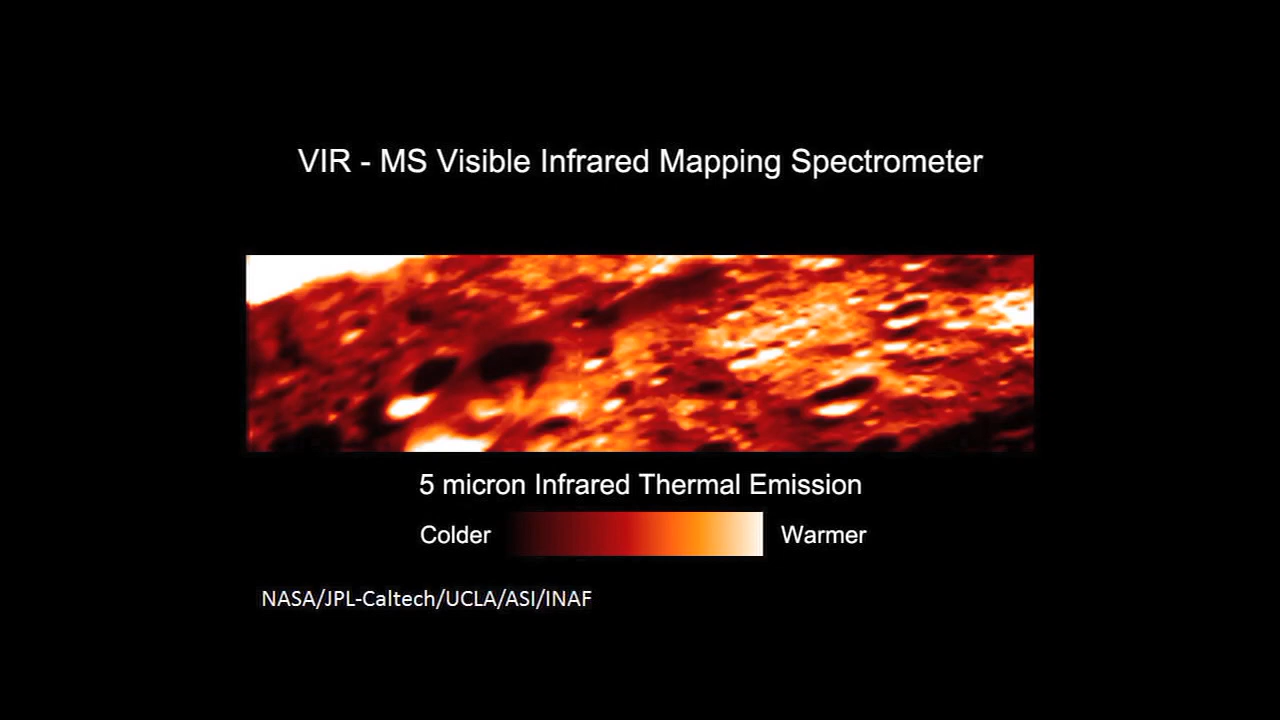 VIR - MS Visible Infrared Mapping Spectrometer
5 micron Infrared Thermal Emission
Colder
Warmer
NASA/JPL-Caltech/UCLA/ASI/INAF